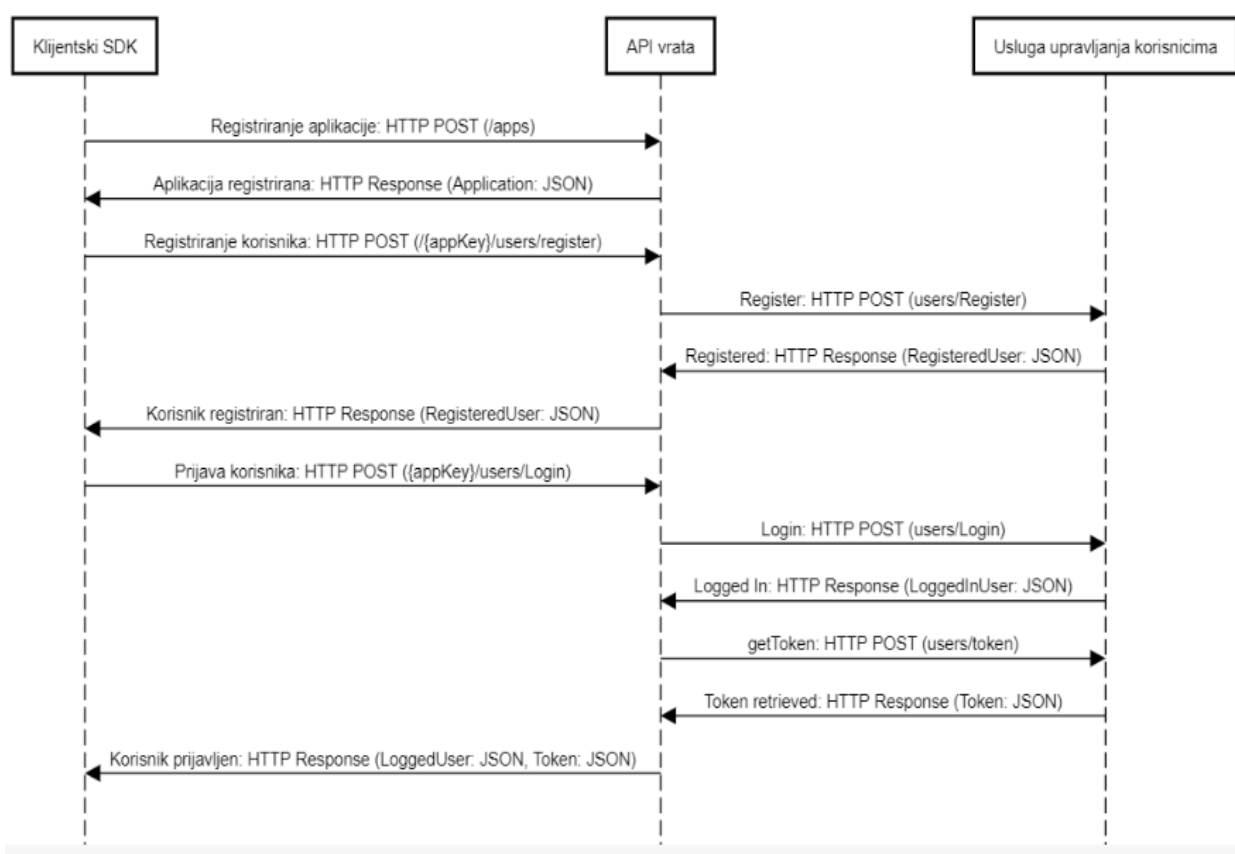 Klijentski SDK
API vrata
Usluga upravljanja korisnicima
Registriranje aplikacije: HTTP POST (/apps)
Aplikacija registrirana: HTTP Response (Application: JSON)
Registriranje korisnika: HTTP POST (/{appKey}/users/register)
Register: HTTP POST (users/Register)
Registered: HTTP Response (RegisteredUser: JSON)
Korisnik registriran: HTTP Response (RegisteredUser: JSON)
Prijava korisnika: HTTP POST ({appKey}/users/Login)
Login: HTTP POST (users/Login)
Logged In: HTTP Response (LoggedInUser: JSON)
getToken: HTTP POST (users/token)
Token retrieved: HTTP Response (Token: JSON)
Korisnik prijavljen: HTTP Response (LoggedUser: JSON, Token: JSON)